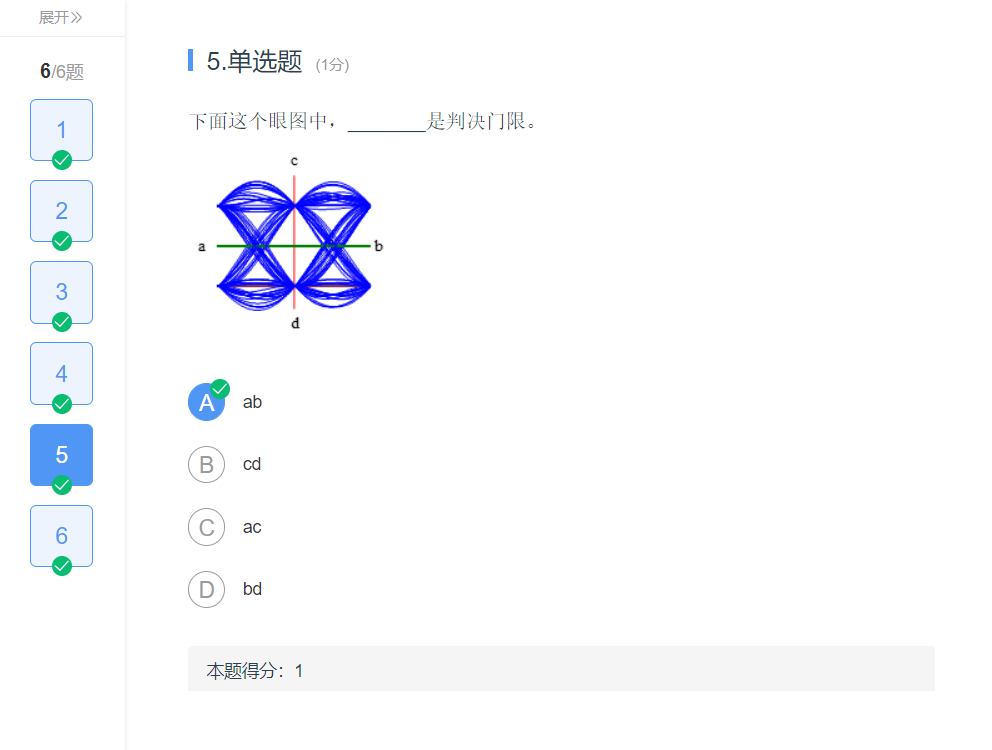 展开>>
6/6题
1
2
3
4
5
6
5.单选题 (1分)
下面这个眼图中，________是判决门限。
c
a
b
d
A ab
B cd
C ac
D bd
本题得分：1